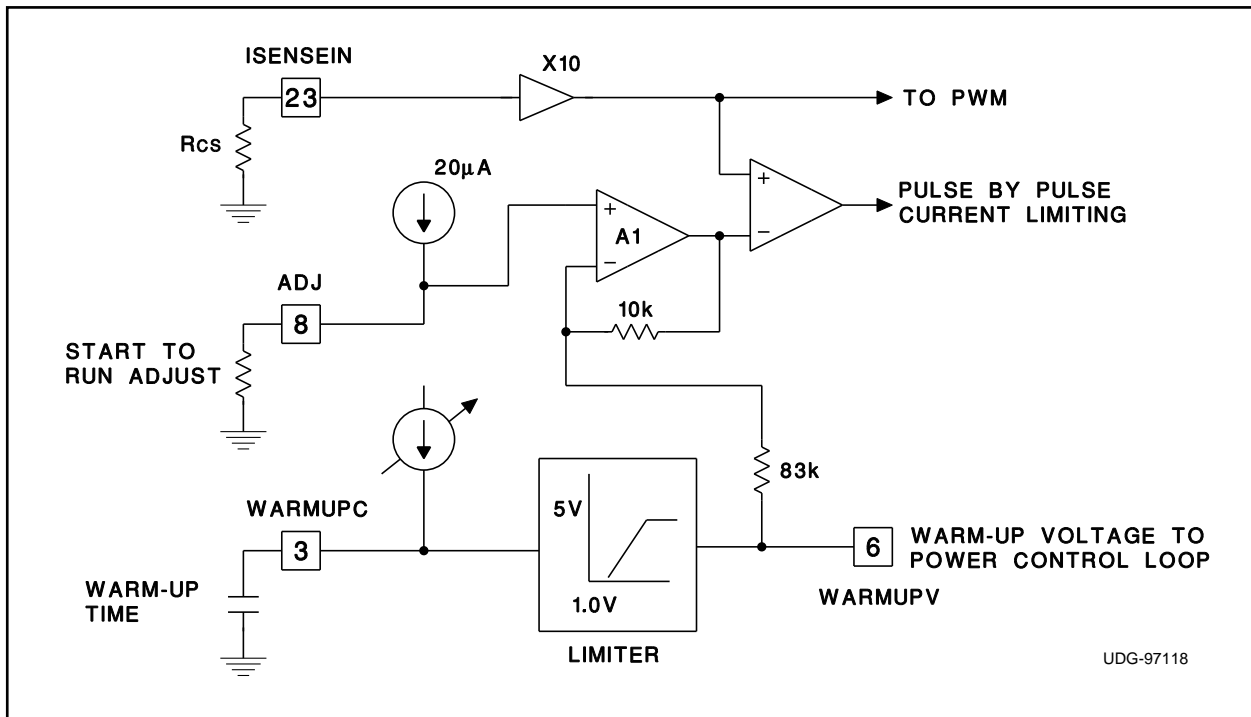 ISENSEIN
23
X10
TO PWM
Rcs
20µA
+
−
PULSE BY PULSE
CURRENT LIMITING
+
A1
−
ADJ
8
10k
START TO
RUN ADJUST
83k
WARMUPC
3
5V
1.0V
LIMITER
6
WARM-UP VOLTAGE TO
POWER CONTROL LOOP
WARMUPV
WARM-UP
TIME
UDG-97118